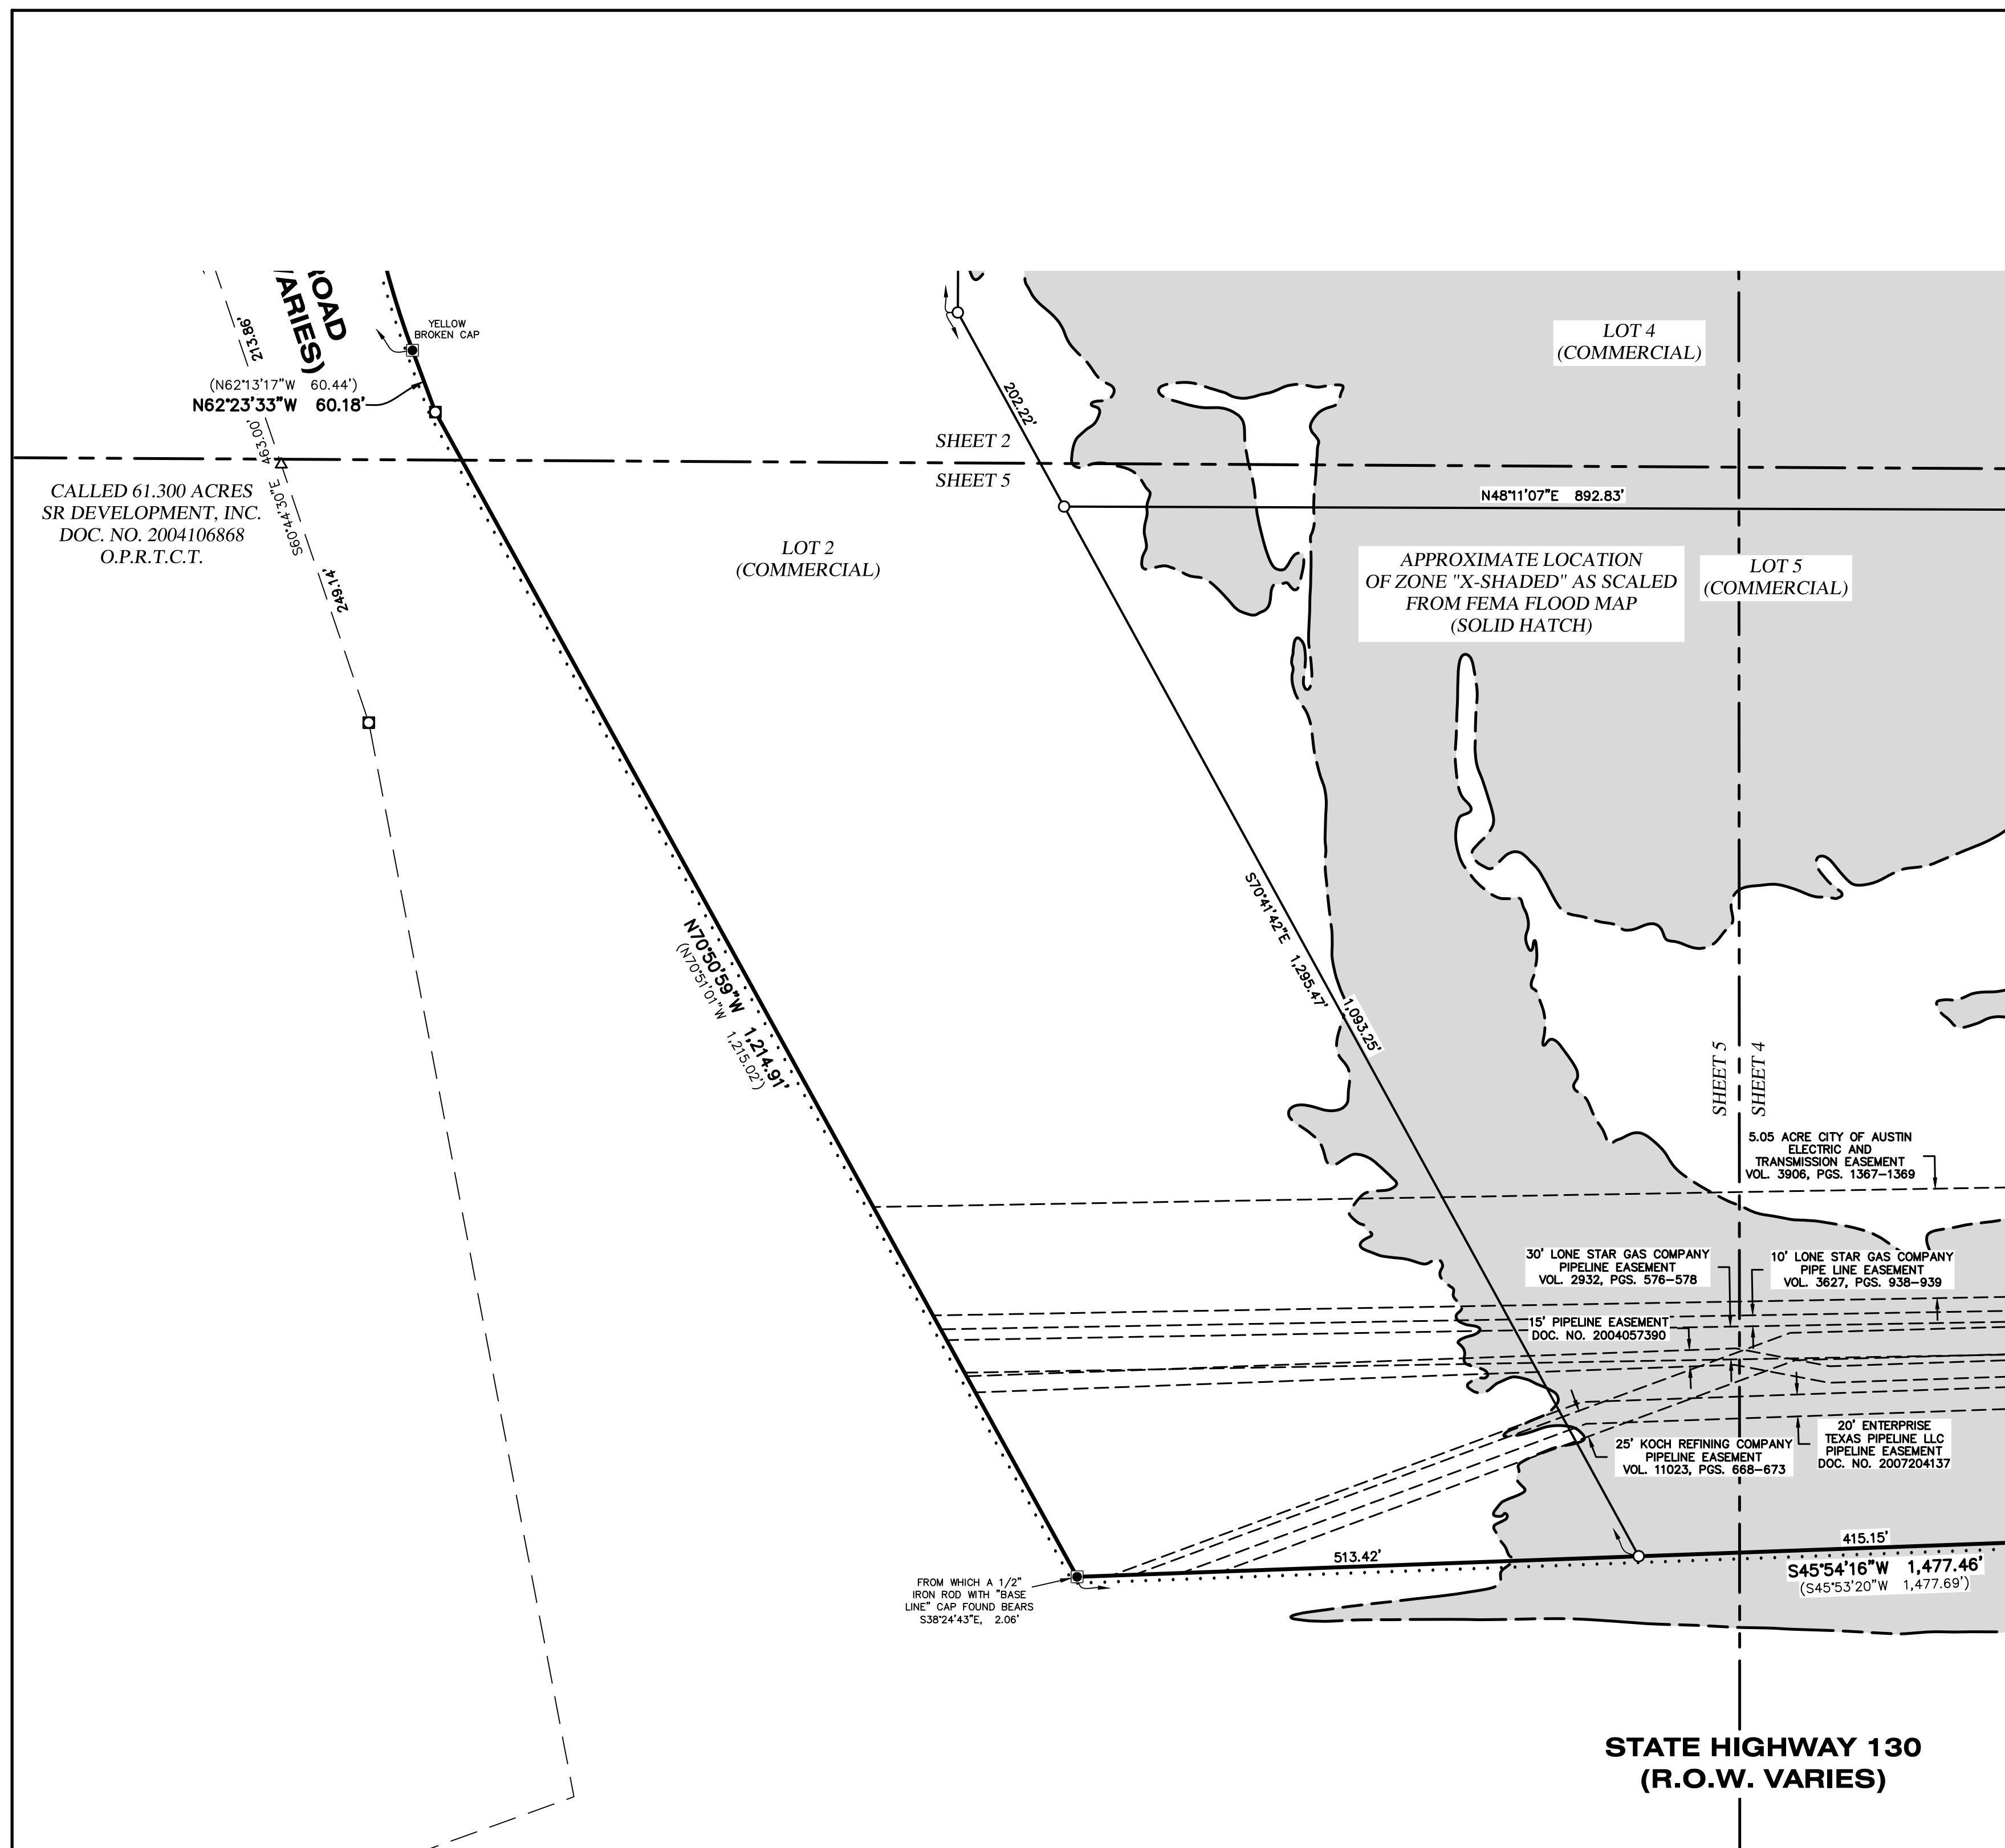 ROAD
VARIES)
213.86'
YELLOW
BROKEN CAP
(N62°13'17"W 60.44')
N62°23'33"W 60.18'
463.00'
S60°44'30"E
249.14'
CALLED 61.300 ACRES
SR DEVELOPMENT, INC.
DOC. NO. 2004106868
O.P.R.T.C.T.
202.22'
LOT 4
(COMMERCIAL)
SHEET 2
SHEET 5
N48°11'07"E 892.83'
LOT 2
(COMMERCIAL)
APPROXIMATE LOCATION
OF ZONE "X-SHADED" AS SCALED
FROM FEMA FLOOD MAP
(SOLID HATCH)
LOT 5
(COMMERCIAL)
N70°50'59"W 1,214.91'
(N70°51'01"W 1,215.02')
S70°41'42"E 1,295.47'
1,093.25'
SHEET 5
SHEET 4
5.05 ACRE CITY OF AUSTIN
ELECTRIC AND
TRANSMISSION EASEMENT
VOL. 3906, PGS. 1367-1369
30' LONE STAR GAS COMPANY
PIPELINE EASEMENT
VOL. 2932, PGS. 576-578
10' LONE STAR GAS COMPANY
PIPE LINE EASEMENT
VOL. 3627, PGS. 938-939
15' PIPELINE EASEMENT
DOC. NO. 2004057390
25' KOCH REFINING COMPANY
PIPELINE EASEMENT
VOL. 11023, PGS. 668-673
20' ENTERPRISE
TEXAS PIPELINE LLC
PIPELINE EASEMENT
DOC. NO. 2007204137
513.42'
415.15'
S45°54'16"W 1,477.46'
(S45°53'20"W 1,477.69')
FROM WHICH A 1/2"
IRON ROD WITH "BASE
LINE" CAP FOUND BEARS
S38°24'43"E, 2.06'
STATE HIGHWAY 130
(R.O.W. VARIES)